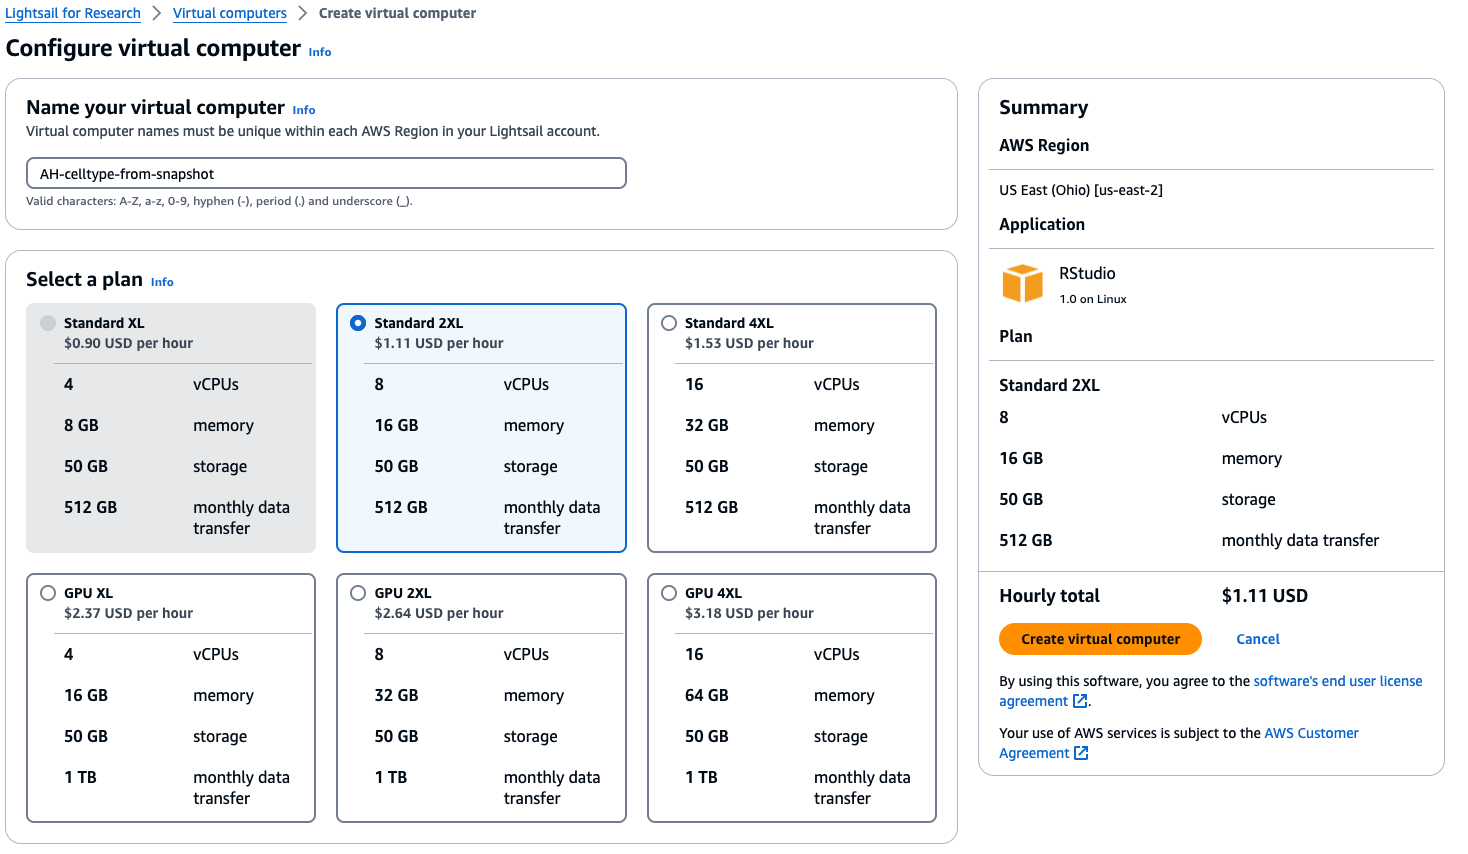 Lightsail for Research > Virtual computers > Create virtual computer
Configure virtual computer Info
Name your virtual computer Info
Virtual computer names must be unique within each AWS Region in your Lightsail account.
AH-celltype-from-snapshot
Valid characters: A-Z, a-z, 0-9, hyphen (-), period (.) and underscore (_).
Select a plan Info
Standard XL
$0.90 USD per hour
4 vCPUs
8 GB memory
50 GB storage
512 GB monthly data
transfer
Standard 2XL
$1.11 USD per hour
8 vCPUs
16 GB memory
50 GB storage
512 GB monthly data
transfer
Standard 4XL
$1.53 USD per hour
16 vCPUs
32 GB memory
50 GB storage
512 GB monthly data
transfer
GPU XL
$2.37 USD per hour
4 vCPUs
16 GB memory
50 GB storage
1 TB monthly data
transfer
GPU 2XL
$2.64 USD per hour
8 vCPUs
32 GB memory
50 GB storage
1 TB monthly data
transfer
GPU 4XL
$3.18 USD per hour
16 vCPUs
64 GB memory
50 GB storage
1 TB monthly data
transfer
Summary
AWS Region
US East (Ohio) [us-east-2]
Application
RStudio
1.0 on Linux
Plan
Standard 2XL
8 vCPUs
16 GB memory
50 GB storage
512 GB monthly data transfer
Hourly total $1.11 USD
Create virtual computer Cancel
By using this software, you agree to the software's end user license
agreement.
Your use of AWS services is subject to the AWS Customer
Agreement